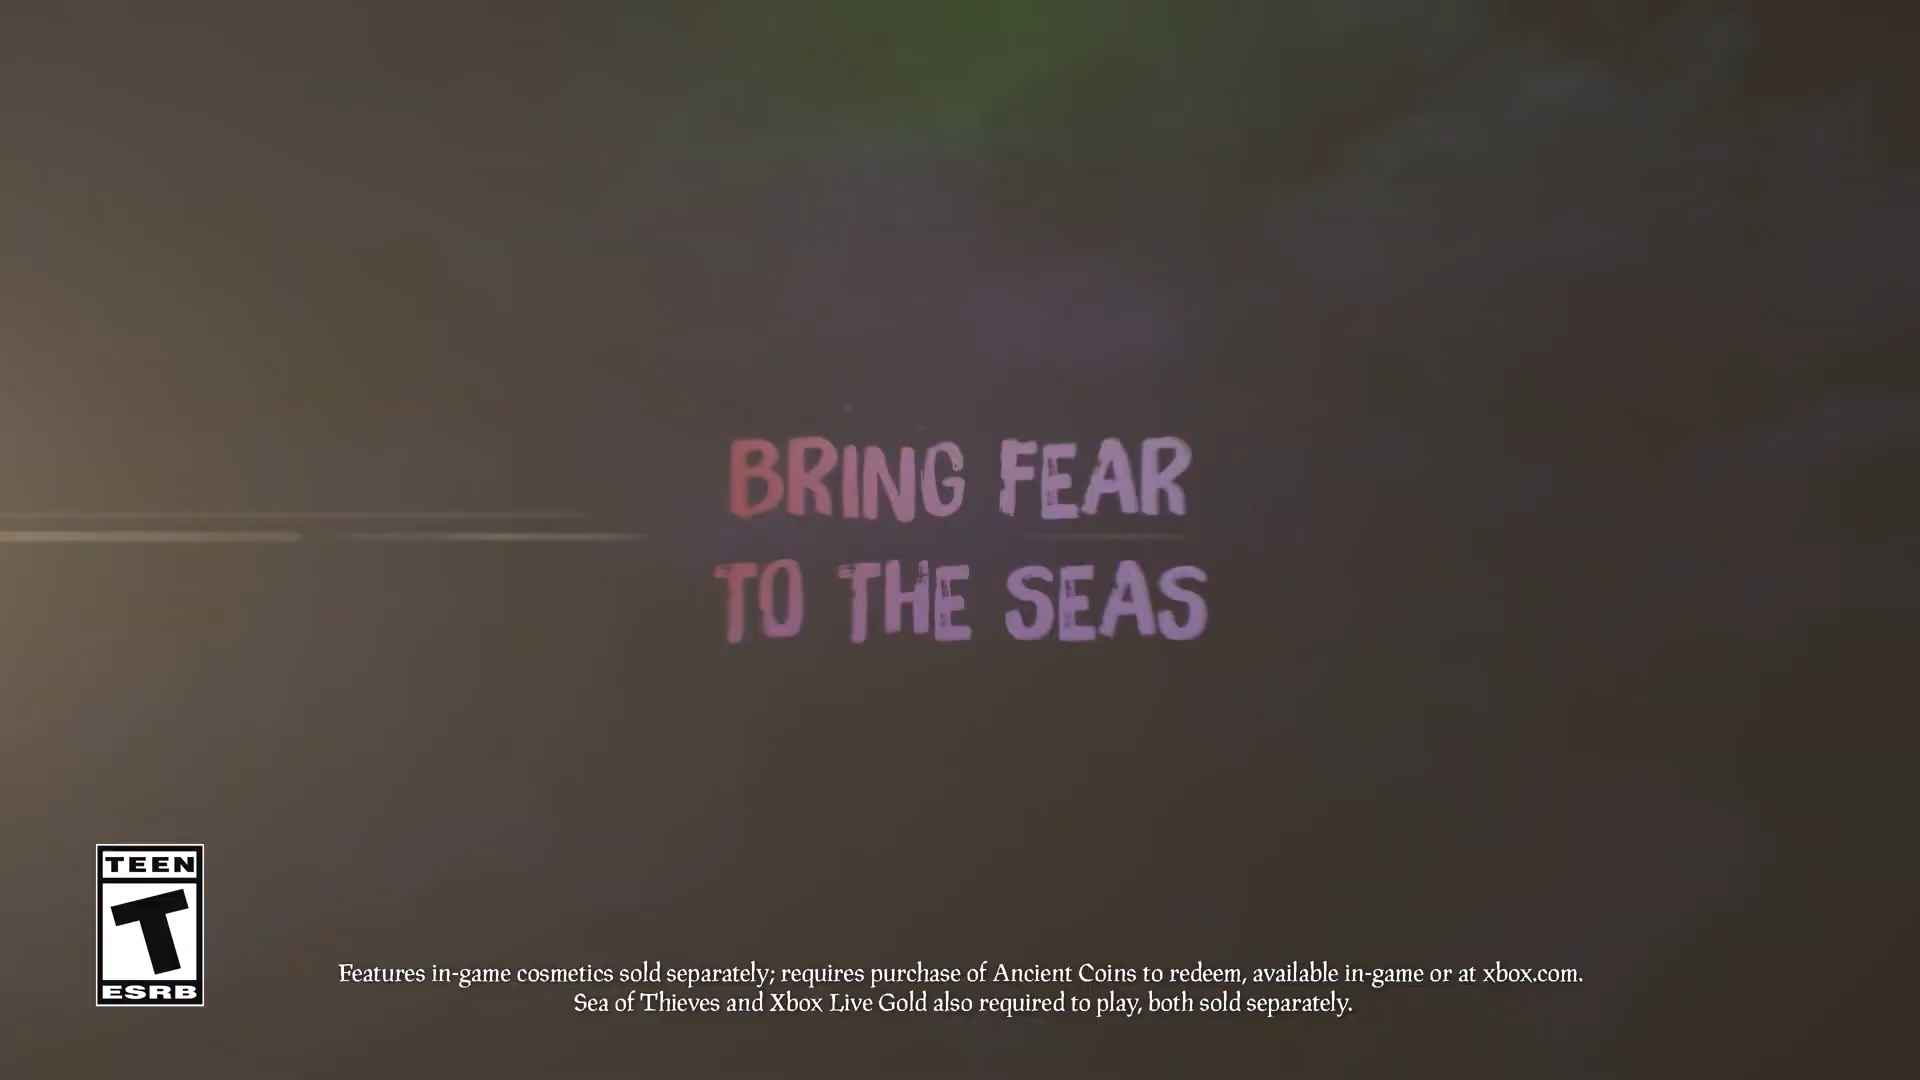 BRING FEAR
TO THE SEAS
TEEN
T
ESRB
Features in-game cosmetics sold separately; requires purchase of Ancient Coins to redeem, available in-game or at xbox.com.
Sea of Thieves and Xbox Live Gold also required to play, both sold separately.